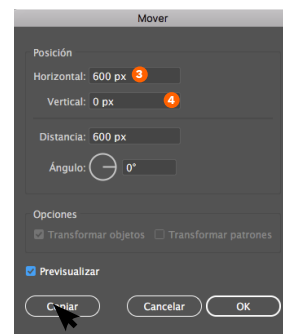 Mover
Posición
Horizontal: 600 px 3
Vertical: 0 px 4
Distancia: 600 px
Ángulo: 0°
Opciones
Transformar objetos Transformar patrones
Previsualizar
Copiar Cancelar OK